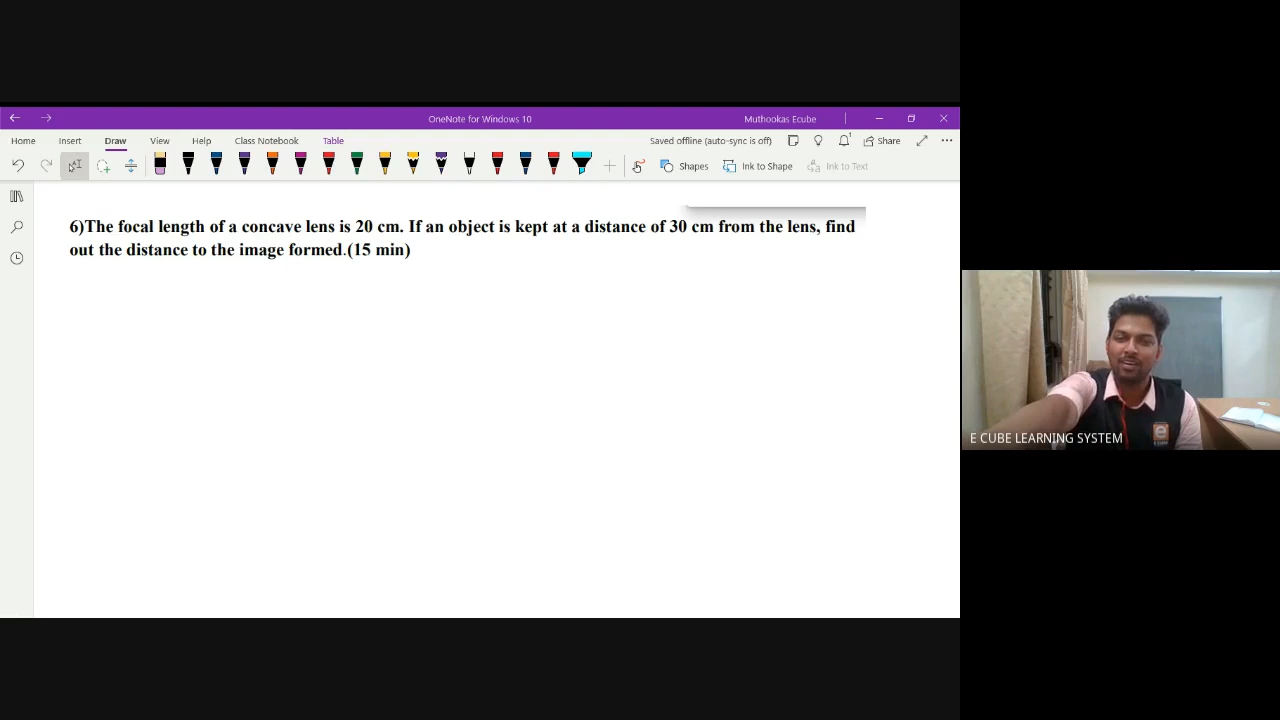 OneNote for Windows 10
Muthookas Ecube
Home Insert Draw View Help Class Notebook Table
Saved offline (auto-sync is off)
1
Share
Shapes Ink to Shape Ink to Text
6)The focal length of a concave lens is 20 cm. If an object is kept at a distance of 30 cm from the lens, find
out the distance to the image formed.(15 min)
e
E CUBE
E CUBE LEARNING SYSTEM